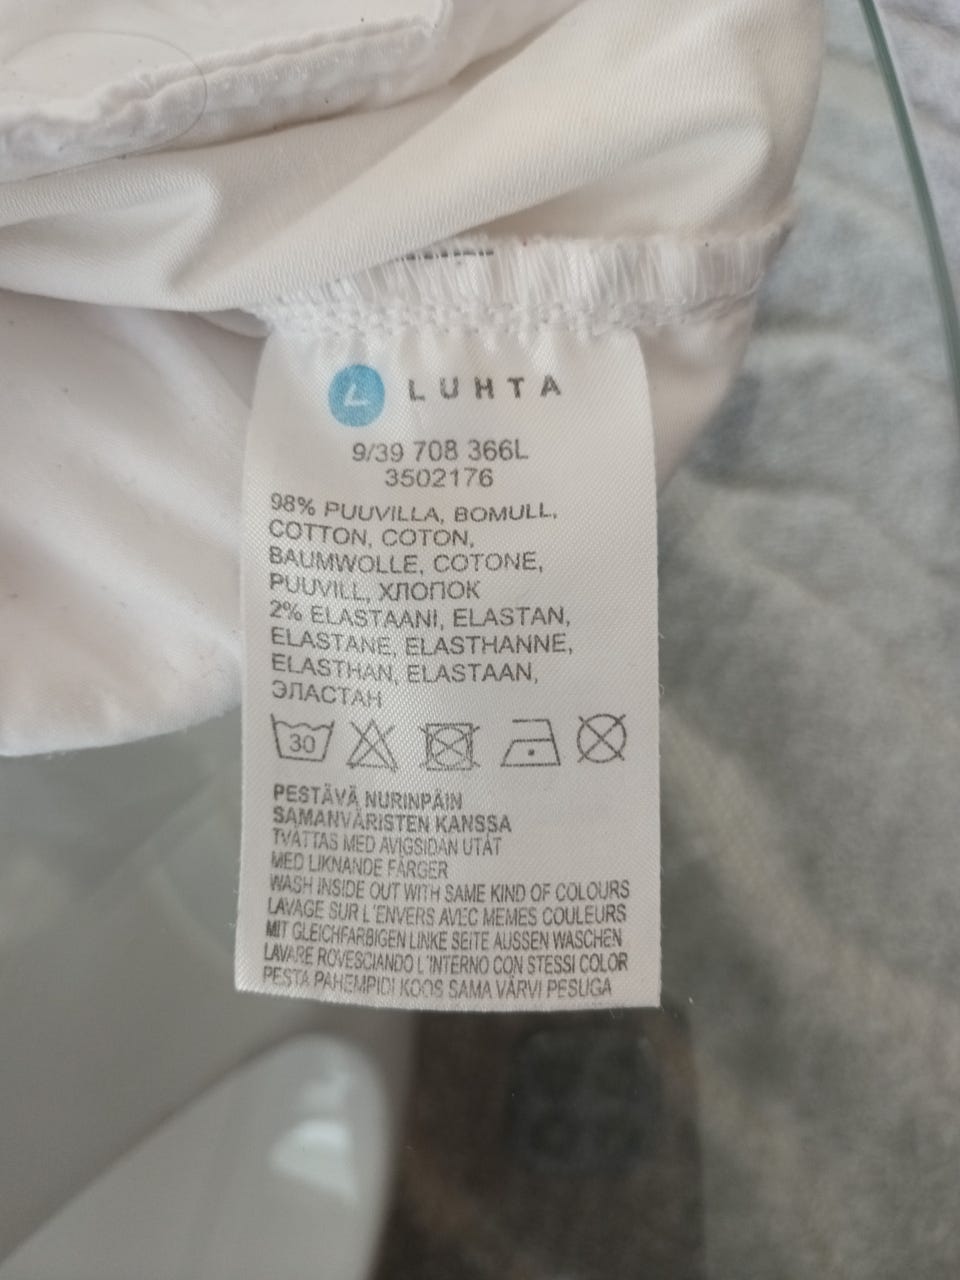 LUHTA
9/39 708 366L
3502176
98% PUUVILLA, BOMULL,
COTTON, COTON,
BAUMWOLLE, COTONE,
PUUVILL, ХЛОПОК
2% ELASTAANI, ELASTAN,
ELASTANE, ELASTHANNE,
ELASTHAN, ELASTAAN,
ЭЛАСТАН
30
PESTÄVÄ NURINPÄIN
SAMANVÄRISTEN KANSSA
TVÄTTAS MED AVIGSIDAN UTÅT
MED LIKNANDE FÄRGER
WASH INSIDE OUT WITH SAME KIND OF COLOURS
LAVAGE SUR L'ENVERS AVEC MEMES COULEURS
MIT GLEICHFARBIGEN LINKE SEITE AUSSEN WASCHEN
LAVARE ROVESCIANDO L'INTERNO CON STESSI COLOR
PESTA PAHEMPIDI KOOS SAMA VÄRVI PESUGA